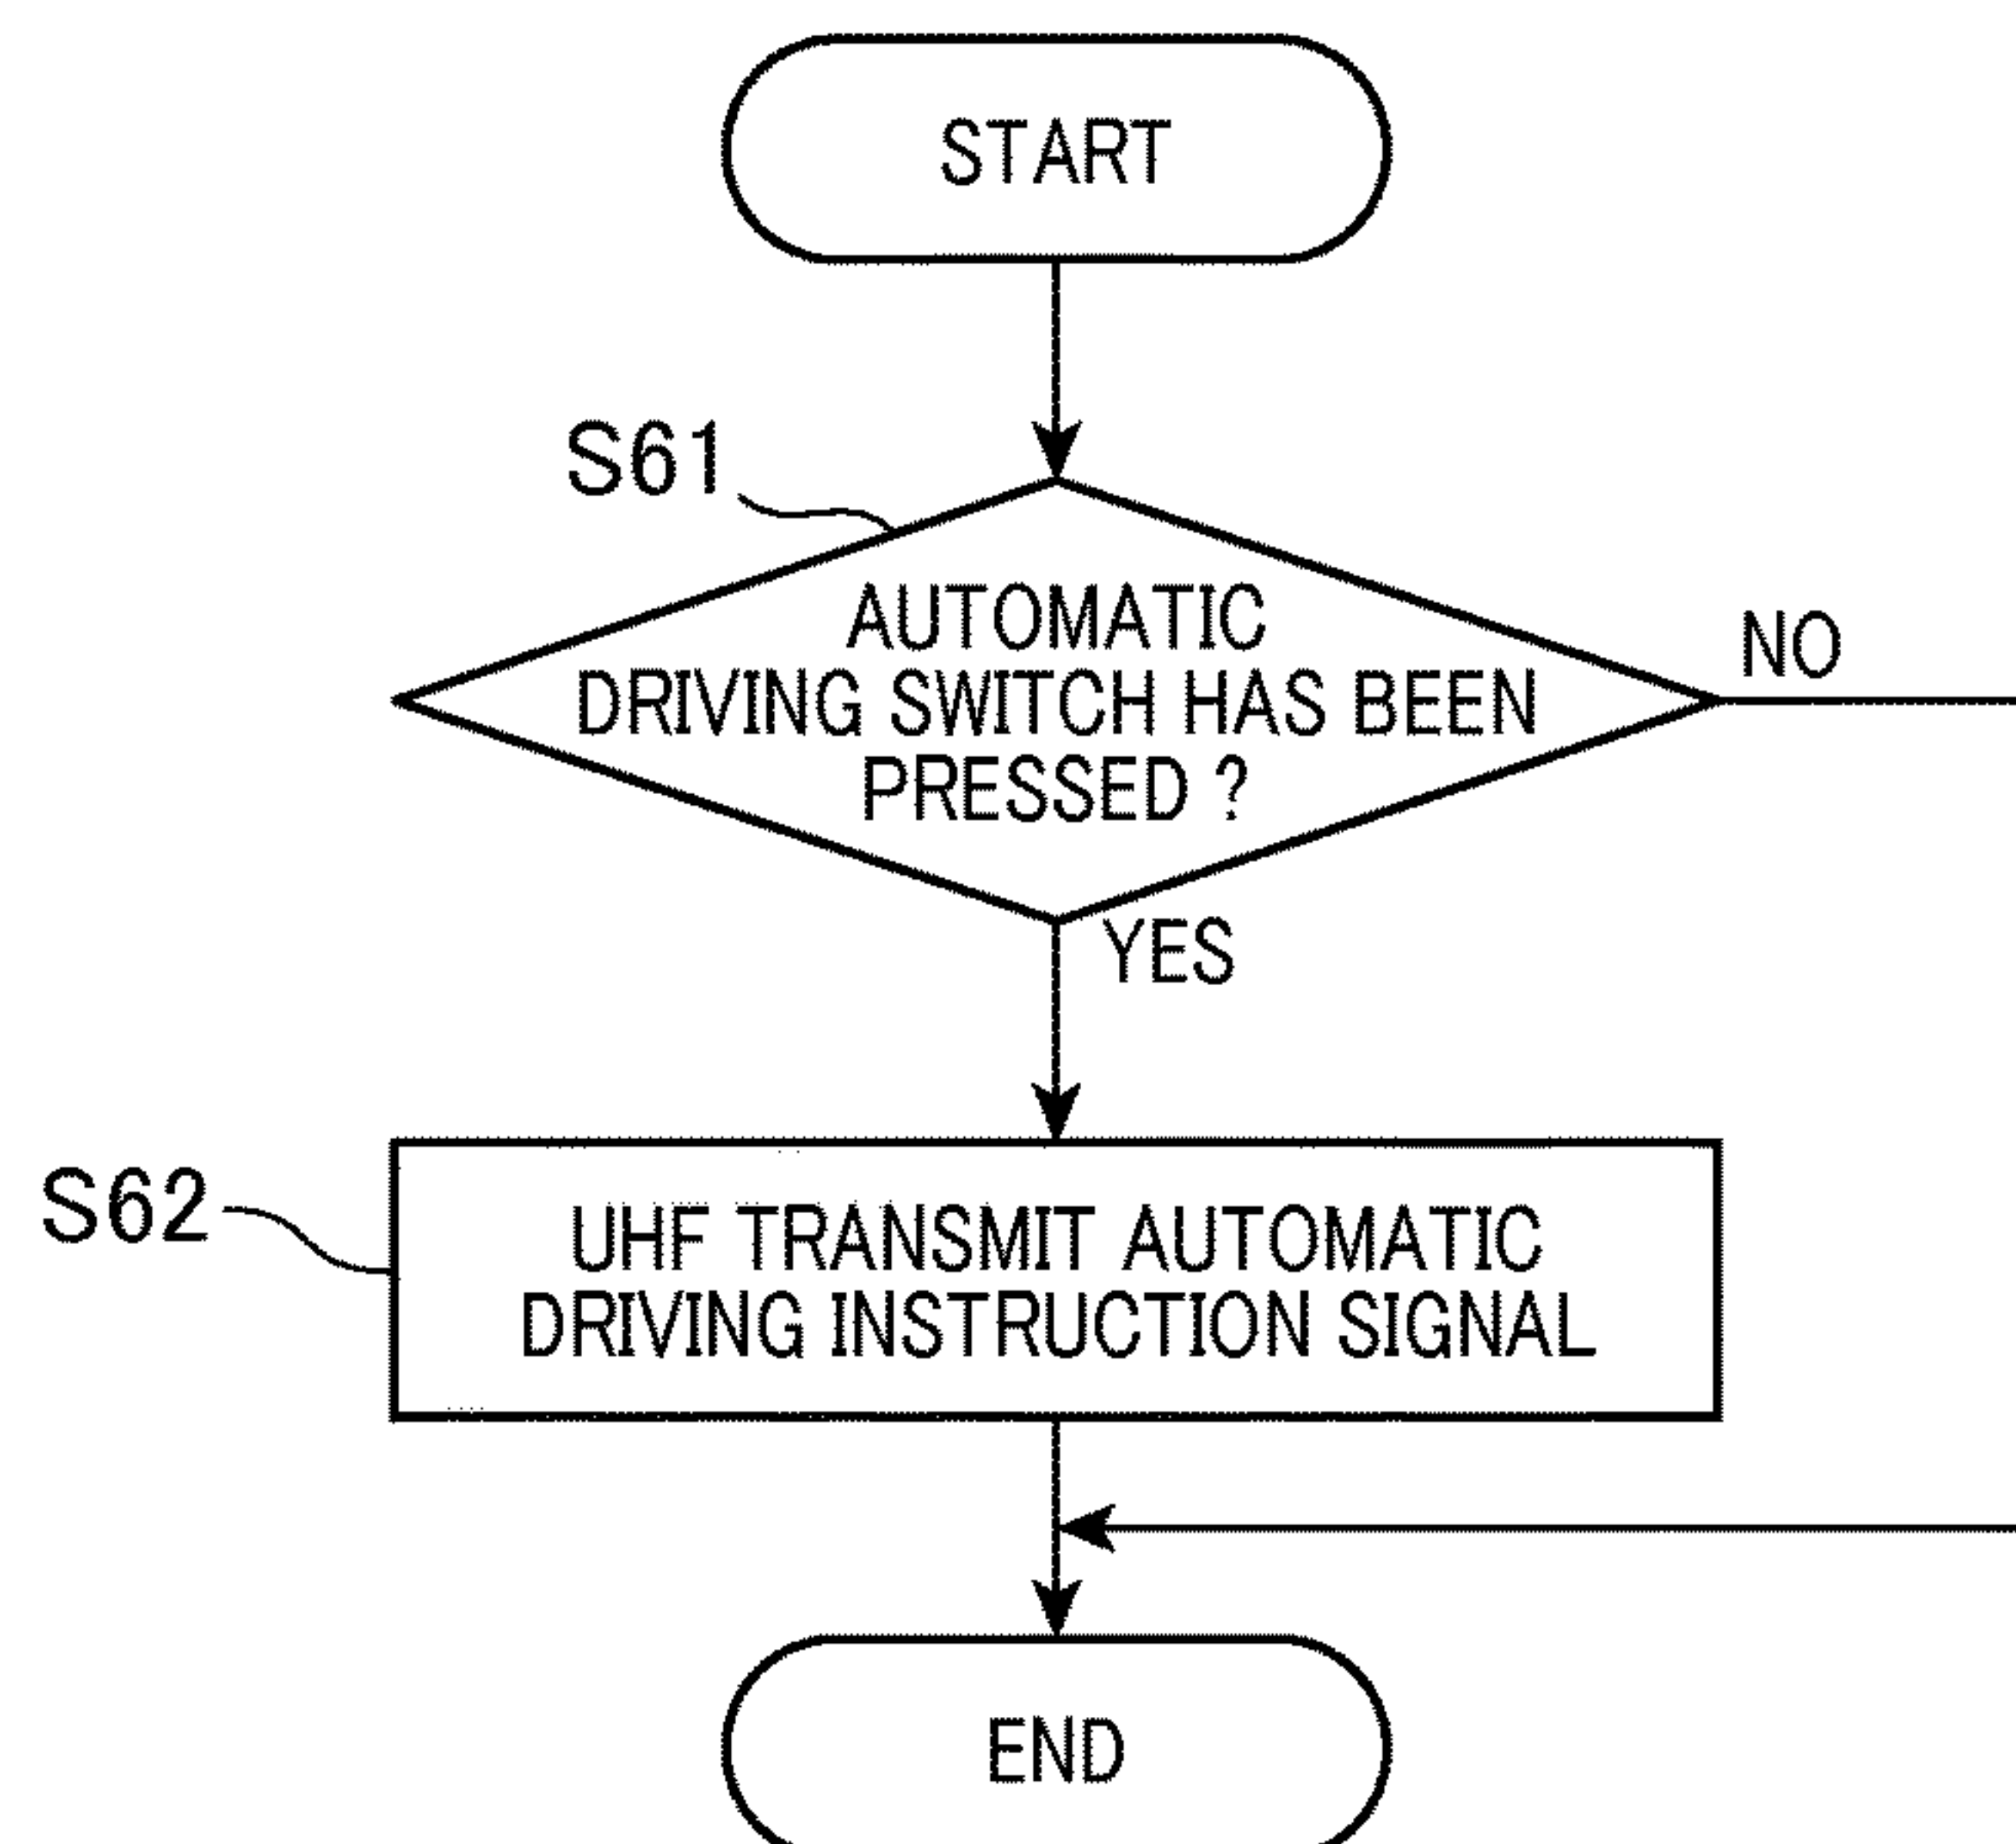 START
S61
AUTOMATIC
DRIVING SWITCH HAS BEEN
PRESSED ?
NO
YES
S62
UHF TRANSMIT AUTOMATIC
DRIVING INSTRUCTION SIGNAL
END